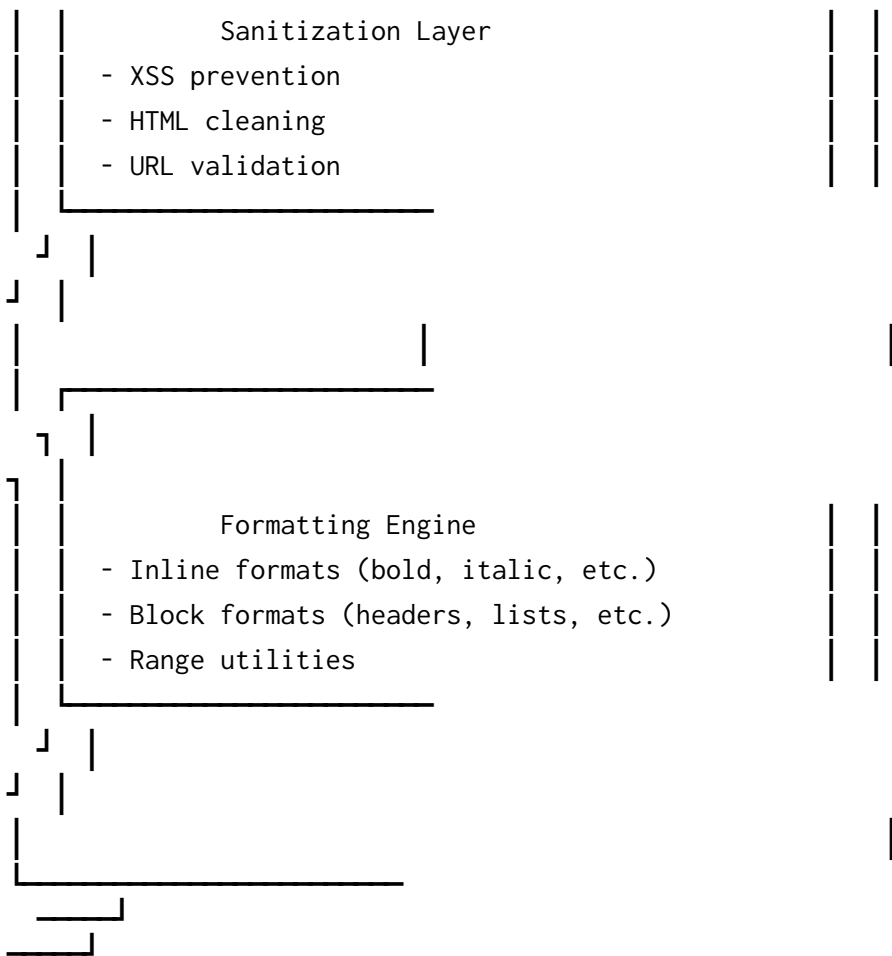 Sanitization Layer
- XSS prevention
- HTML cleaning
- URL validation
Formatting Engine
- Inline formats (bold, italic, etc.)
- Block formats (headers, lists, etc.)
- Range utilities